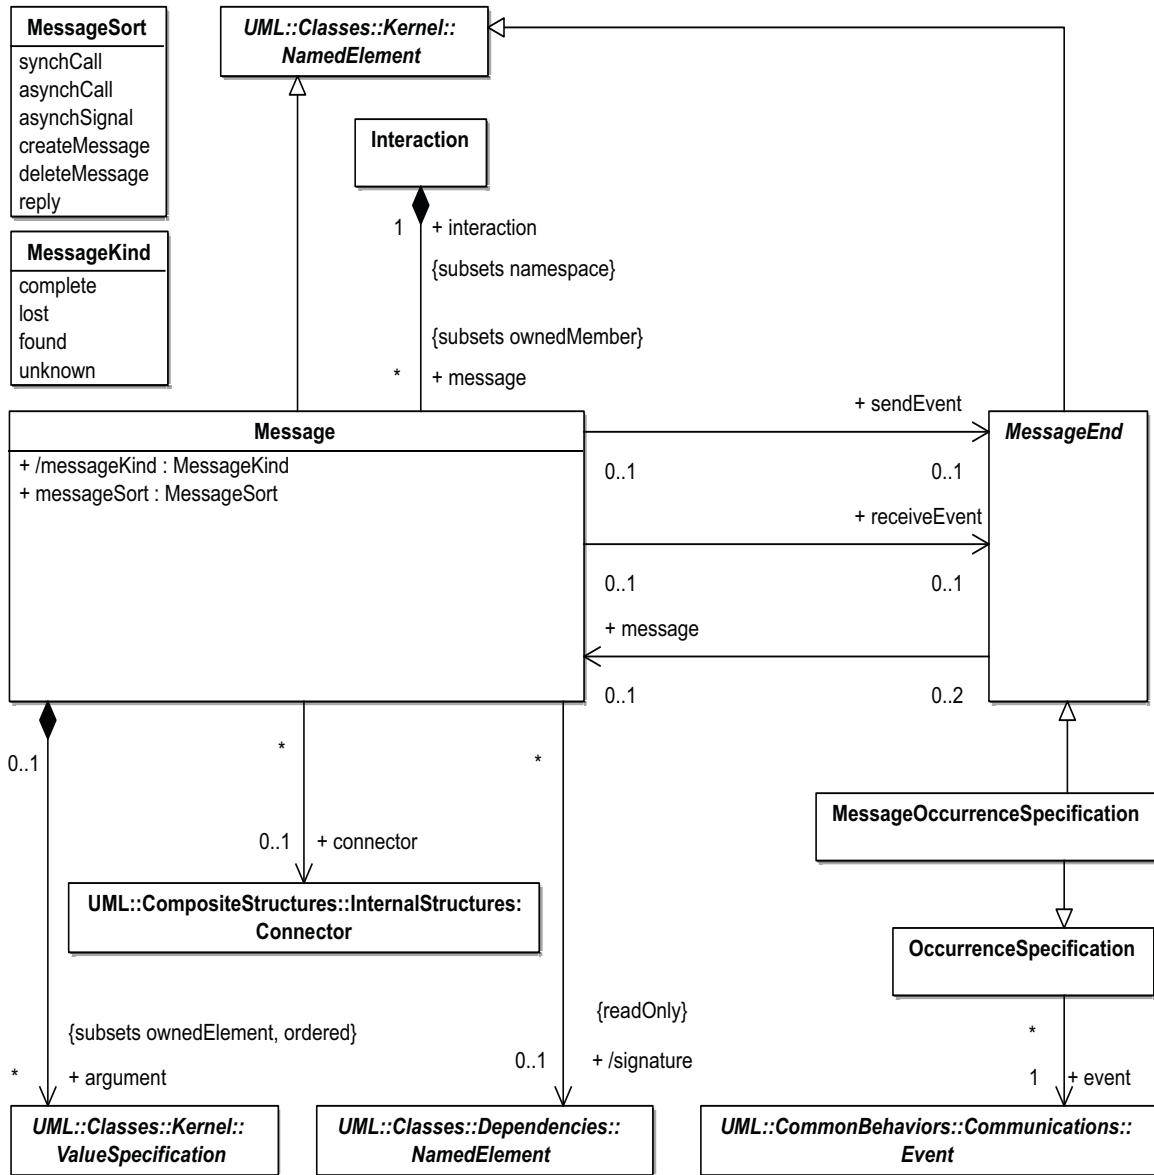 MessageSort
synchCall
asynchCall
asynchSignal
createMessage
deleteMessage
reply
UML::Classes::Kernel::
NamedElement
Interaction
1
+ interaction
{subsets namespace}
{subsets ownedMember}
*
+ message
MessageKind
complete
lost
found
unknown
Message
+ /messageKind : MessageKind
+ messageSort : MessageSort
+ sendEvent
0..1
0..1
+ receiveEvent
0..1
0..1
+ message
0..1
0..2
MessageEnd
0..1
*
*
0..1
+ connector
UML::CompositeStructures::InternalStructures:
Connector
MessageOccurrenceSpecification
OccurrenceSpecification
{subsets ownedElement, ordered}
*
+ argument
{readOnly}
0..1
+ /signature
*
1
+ event
UML::Classes::Kernel::
ValueSpecification
UML::Classes::Dependencies::
NamedElement
UML::CommonBehaviors::Communications::
Event